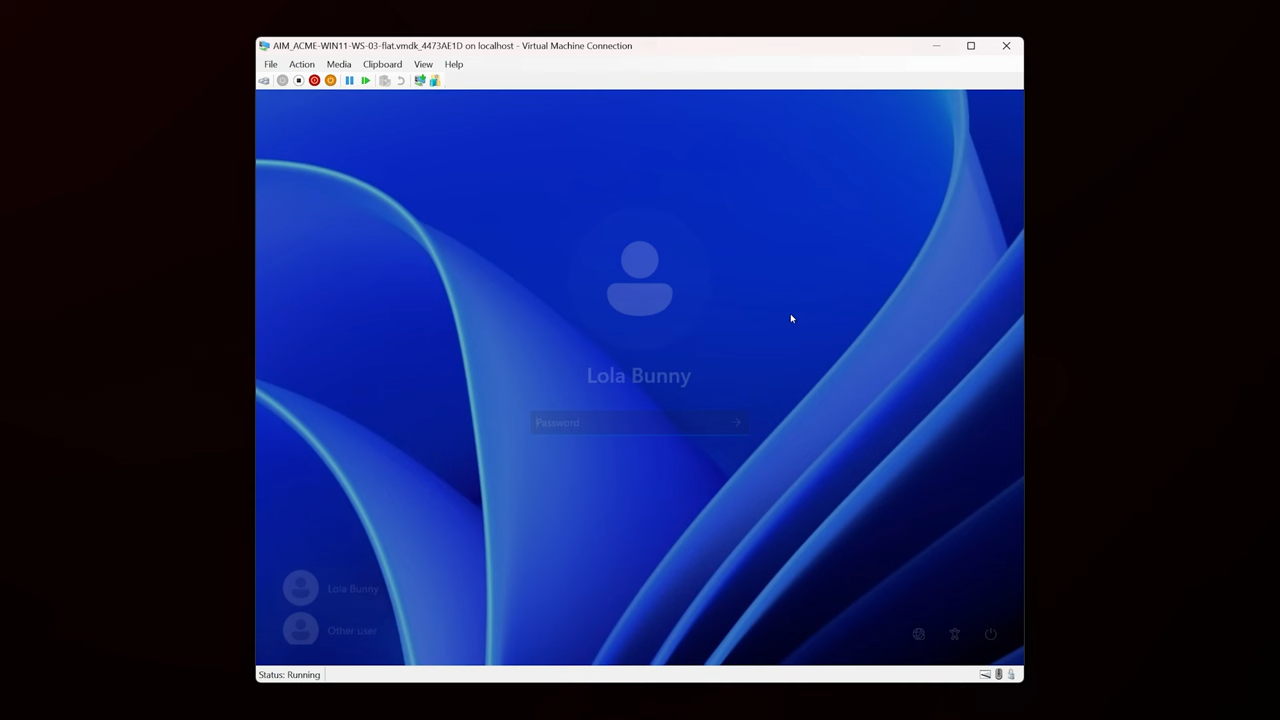 AIM_ACME-WIN11-WS-03-flat.vmdk_4473AE1D on localhost - Virtual Machine Connection
File Action Media Clipboard View Help
Lola Bunny
Password
Lola Bunny
Other user
Status: Running